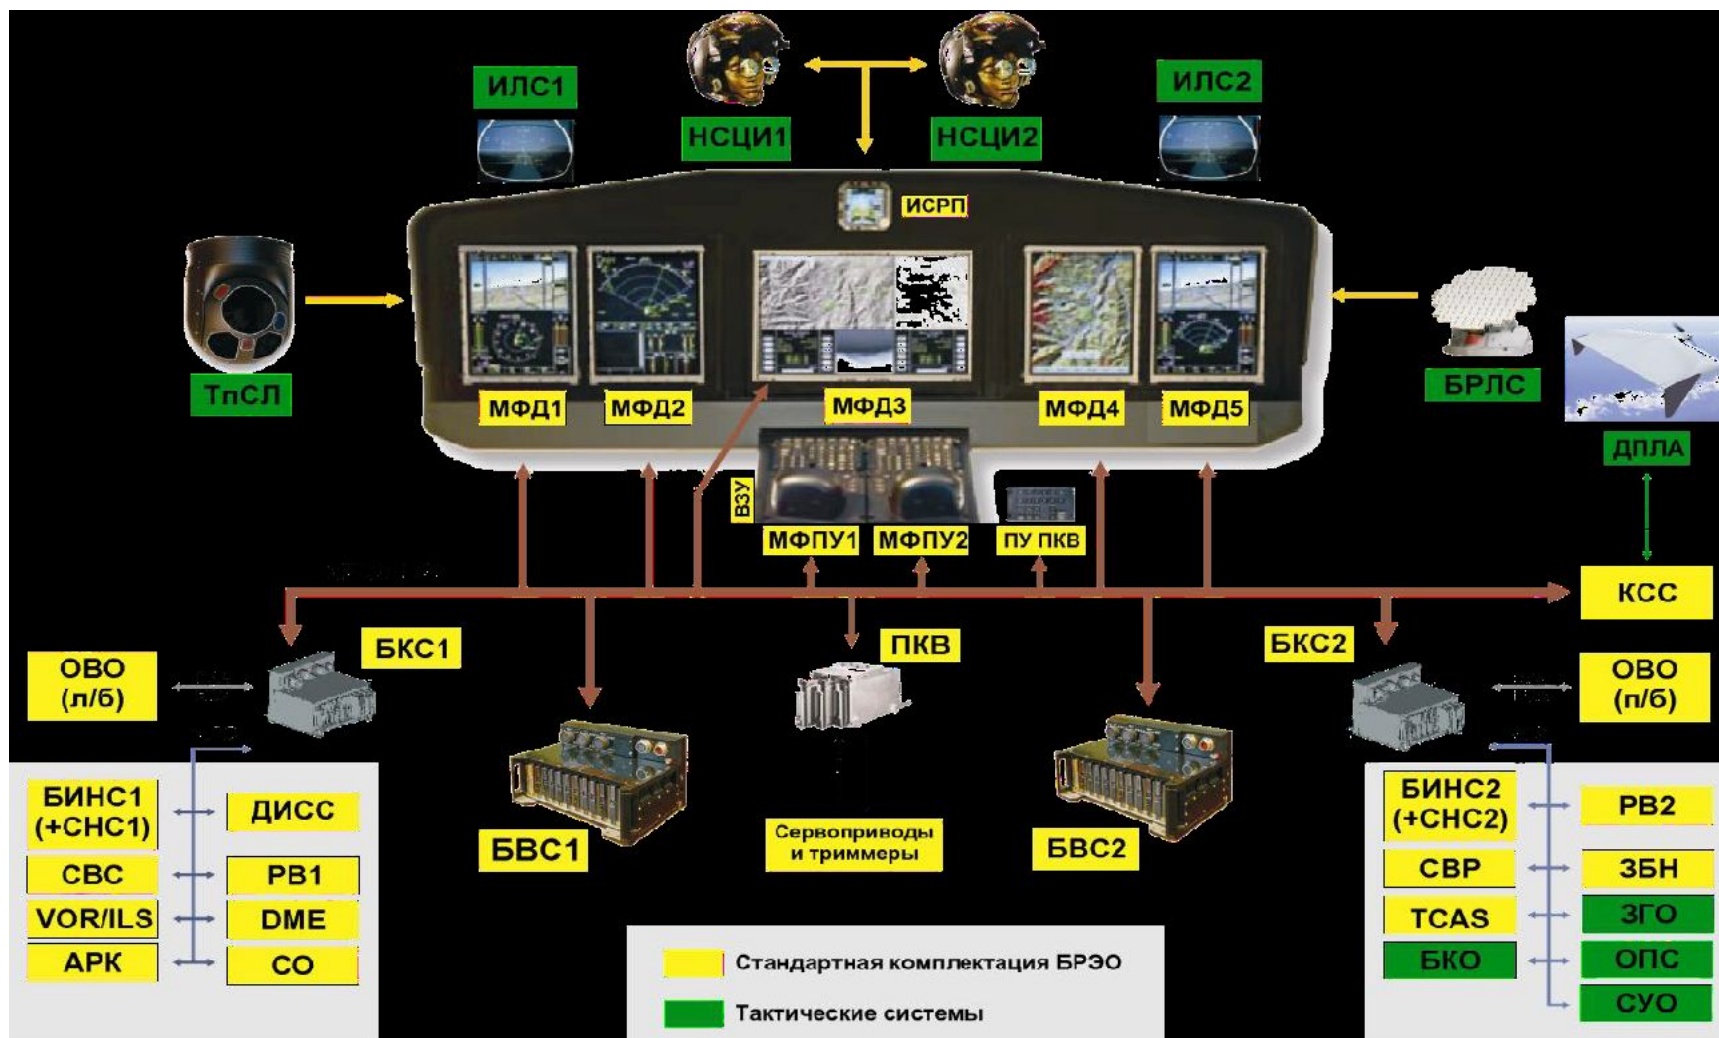 ИЛС1
НСЦИ1
НСЦИ2
ИЛС2
ИСРП
ТпСЛ
МФД1
МФД2
МФД3
МФД4
МФД5
БРЛС
ДПЛА
ВЗУ
МФПУ1
МФПУ2
ПУ ПКВ
КСС
БКС1
ПКВ
БКС2
ОВО
(л/б)
ОВО
(п/б)
БВС1
Сервоприводы
и триммеры
БВС2
БИНС1
(+СНС1)
ДИСС
СВС
РВ1
VOR/ILS
DME
АРК
СО
БИНС2
(+СНС2)
РВ2
СВР
ЗБН
TCAS
ЗГО
БКО
ОПС
СУО
Стандартная комплектация БРЭО
Тактические системы